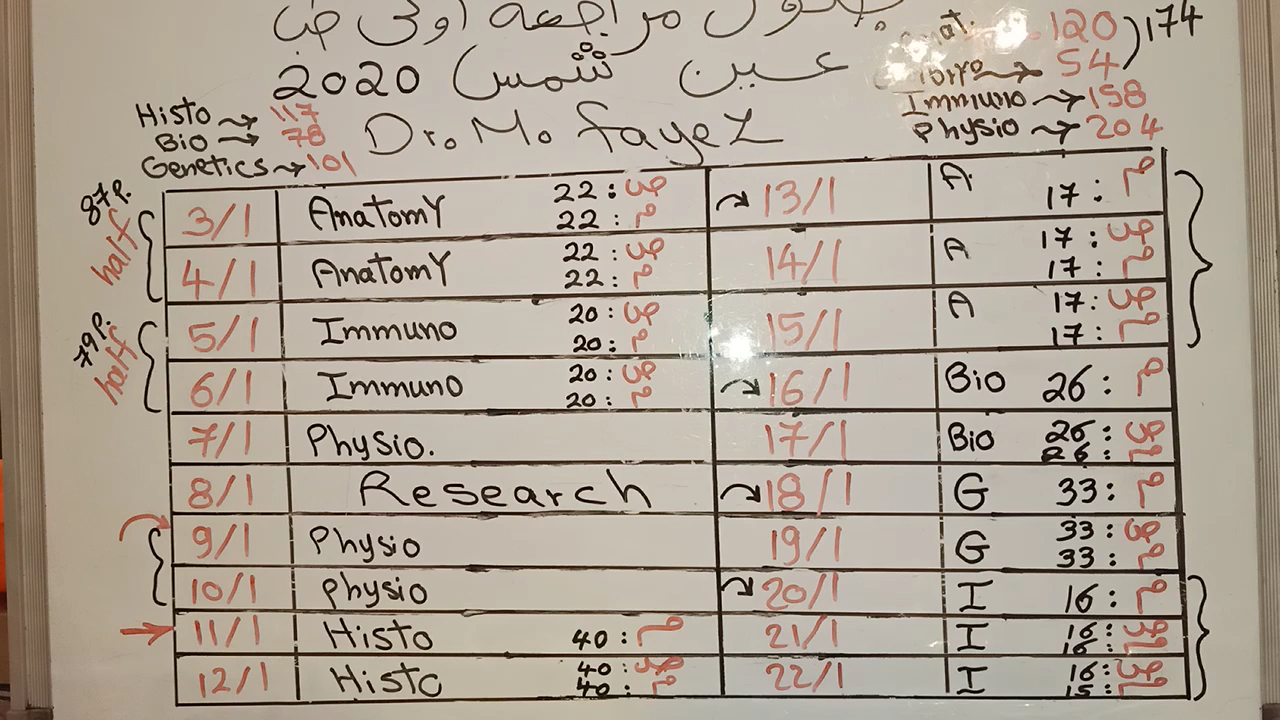 جدول مراجعة أولى طب
عين شمس 2020
Dr. Mo fayez
Histo → 117
Bio → 78
Genetics → 101
Anat. 120
54
) 174
Immuno → 158
Physio → 204
87 P.
half
79 P.
half
3/1 Anatomy 22: ص 22: م
4/1 Anatomy 22: ص 22: م
5/1 Immuno 20: ص 20: م
6/1 Immuno 20: ص 20: م
7/1 Physio.
8/1 Research
9/1 Physio
10/1 Physio
11/1 Histo 40: م
12/1 Histo 40: ص 40: م
13/1 A 17: م
14/1 A 17: ص 17: م
15/1 A 17: ص 17: م
16/1 Bio 26: م
17/1 Bio 26: ص 26: م
18/1 G 33: م
19/1 G 33: ص 33: م
20/1 I 16: م
21/1 I 16: ص 16: م
22/1 I 16: ص 15: م